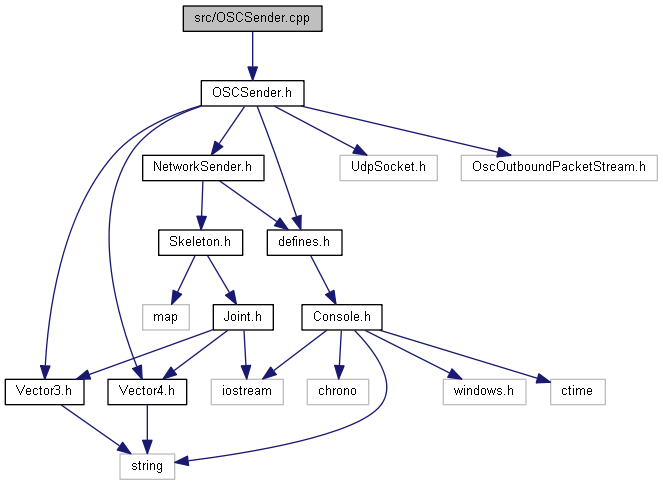 src/OSCSender.cpp
OSCSender.h
NetworkSender.h
UdpSocket.h
OscOutboundPacketStream.h
Skeleton.h
defines.h
map
Joint.h
Console.h
Vector3.h
Vector4.h
iostream
chrono
windows.h
ctime
string